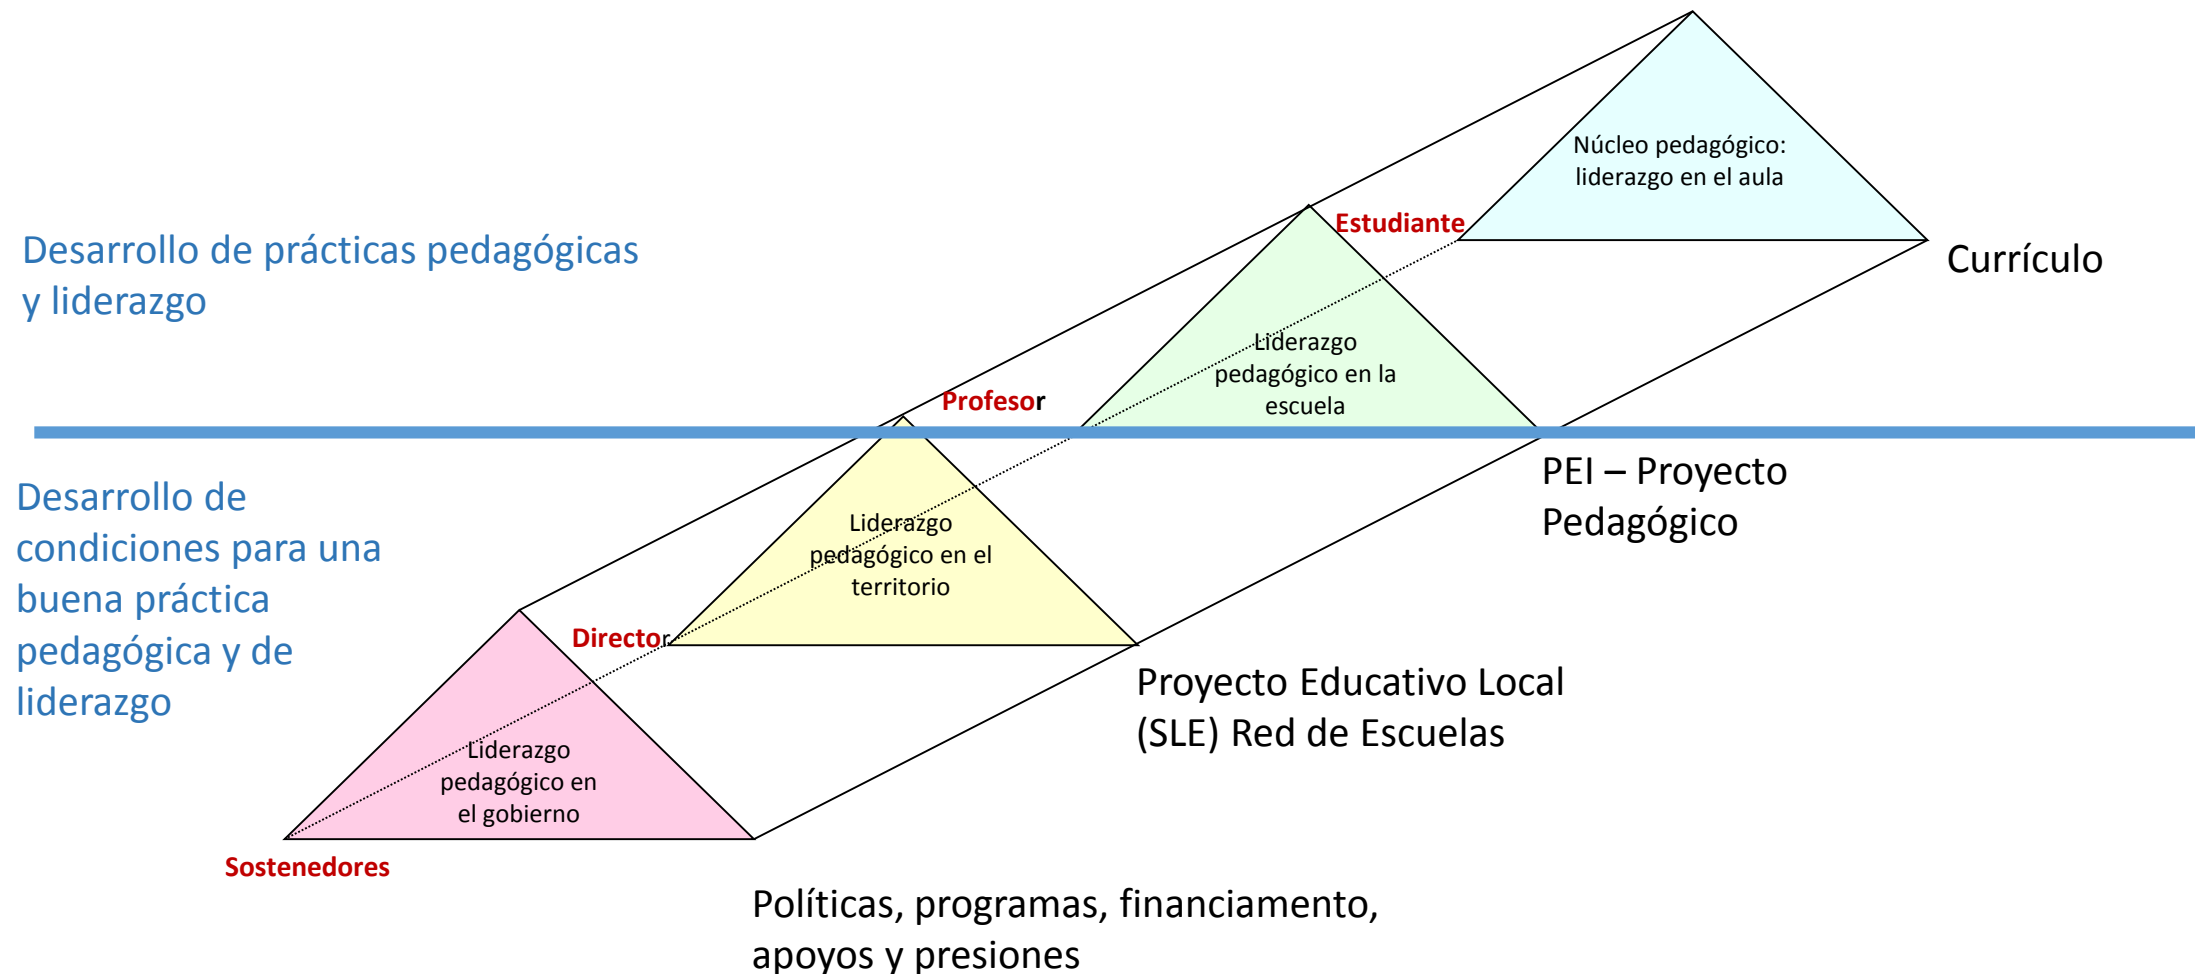 Núcleo pedagógico:
liderazgo en el aula
Estudiante
Currículo
Desarrollo de prácticas pedagógicas
y liderazgo
Liderazgo
pedagógico en la
escuela
Profesor
PEI – Proyecto
Pedagógico
Desarrollo de
condiciones para una
buena práctica
pedagógica y de
liderazgo
Liderazgo
pedagógico en el
territorio
Director
Proyecto Educativo Local
(SLE) Red de Escuelas
Liderazgo
pedagógico en
el gobierno
Sostenedores
Políticas, programas, financiamento,
apoyos y presiones